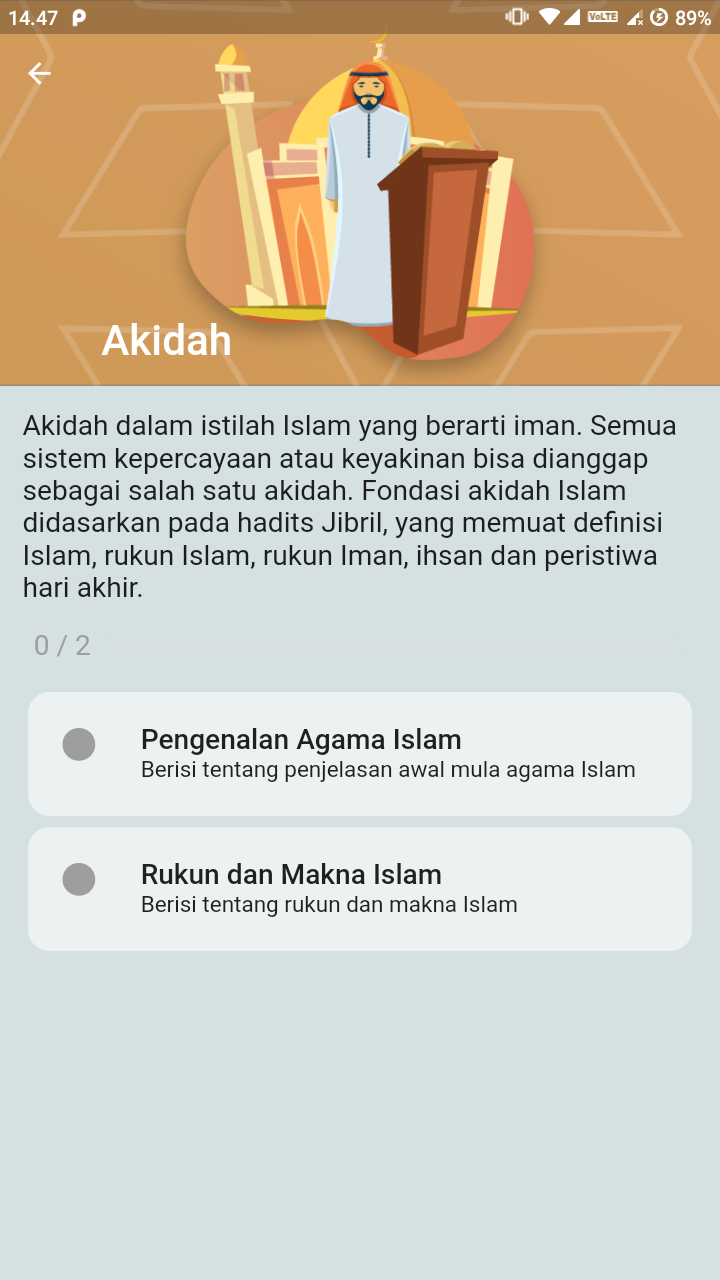 14.47
VoLTE
89%
Akidah
Akidah dalam istilah Islam yang berarti iman. Semua
sistem kepercayaan atau keyakinan bisa dianggap
sebagai salah satu akidah. Fondasi akidah Islam
didasarkan pada hadits Jibril, yang memuat definisi
Islam, rukun Islam, rukun Iman, ihsan dan peristiwa
hari akhir.
0 / 2
Pengenalan Agama Islam
Berisi tentang penjelasan awal mula agama Islam
Rukun dan Makna Islam
Berisi tentang rukun dan makna Islam